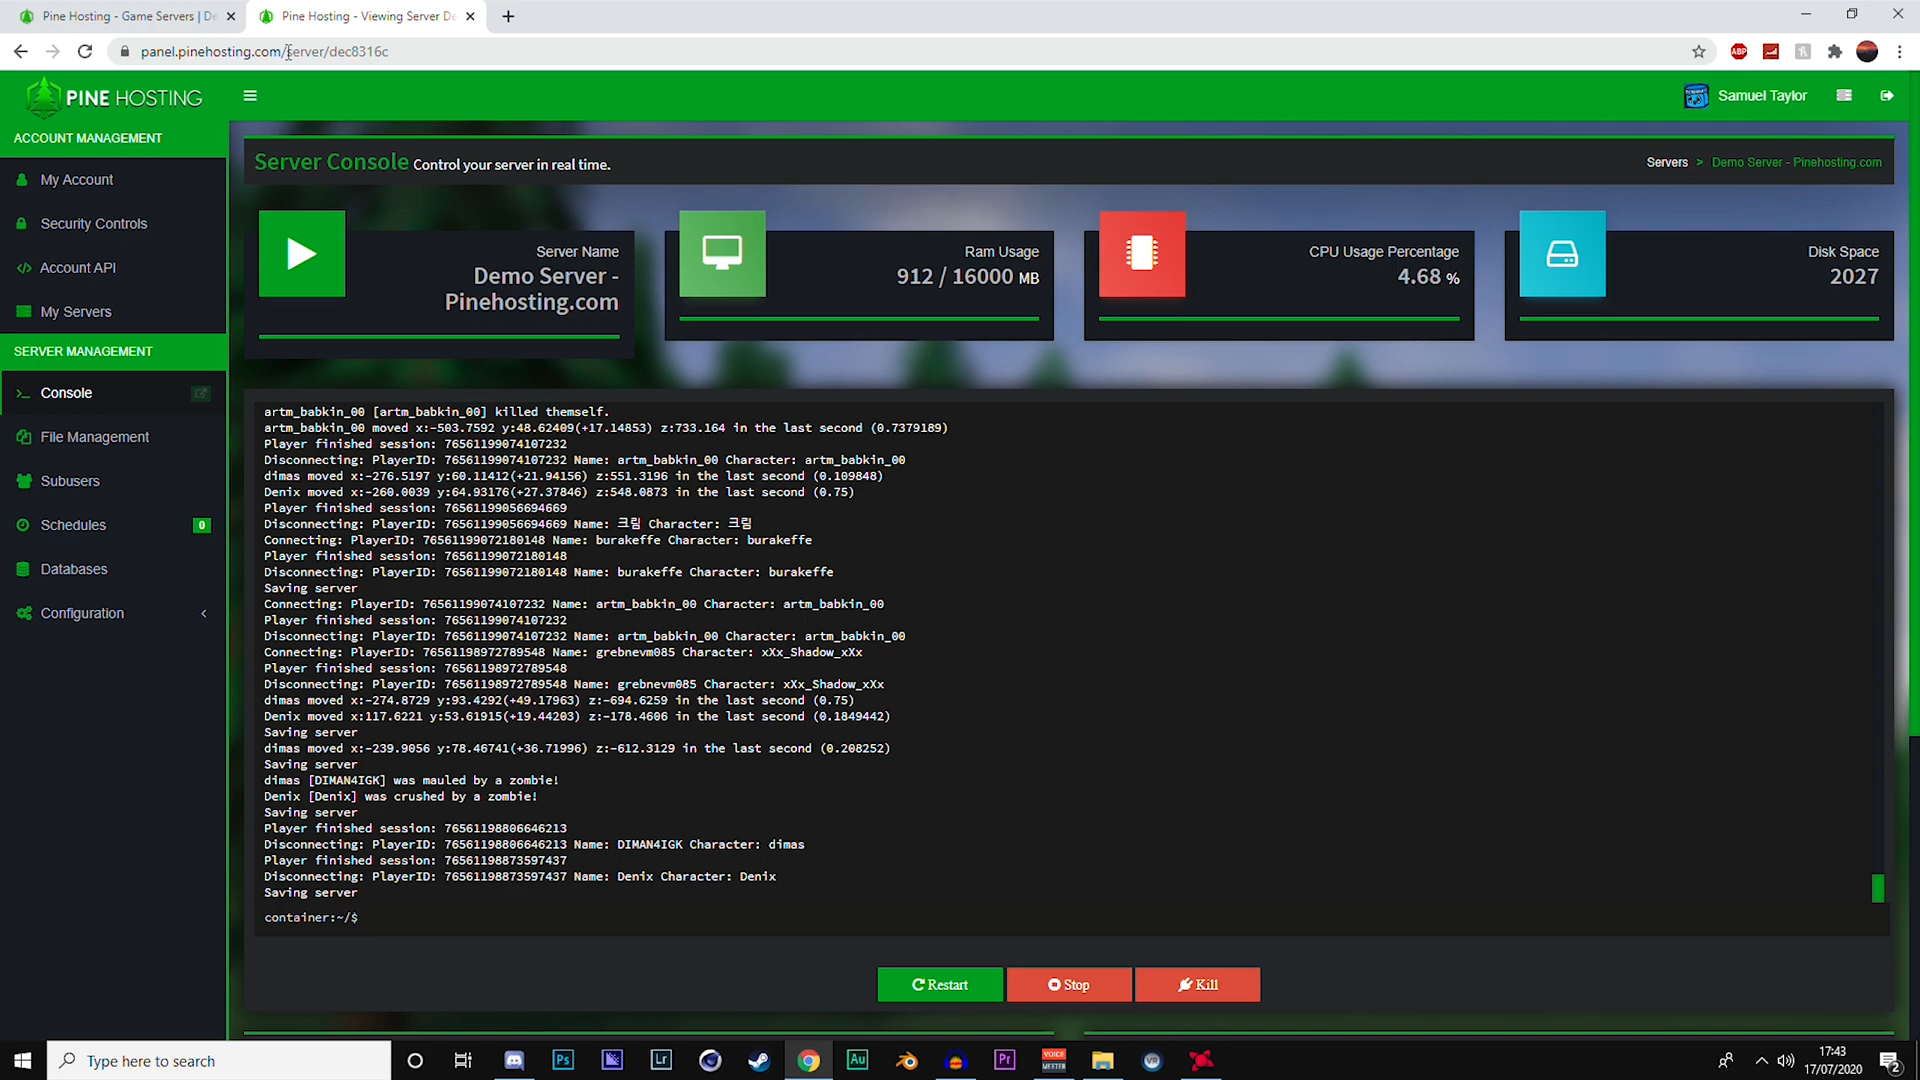 Pine Hosting - Game Servers | De
Pine Hosting - Viewing Server De
panel.pinehosting.com/server/dec8316c
ABP
PINE HOSTING
Samuel Taylor
ACCOUNT MANAGEMENT
My Account
Security Controls
Account API
My Servers
SERVER MANAGEMENT
Console
File Management
Subusers
Schedules 0
Databases
Configuration
Server Console Control your server in real time.
Servers > Demo Server - Pinehosting.com
Server Name
Demo Server -
Pinehosting.com
Ram Usage
912 / 16000 MB
CPU Usage Percentage
4.68 %
Disk Space
2027
artm_babkin_00 [artm_babkin_00] killed themself.
artm_babkin_00 moved x:-503.7592 y:48.62409(+17.14853) z:733.164 in the last second (0.7379189)
Player finished session: 76561199074107232
Disconnecting: PlayerID: 76561199074107232 Name: artm_babkin_00 Character: artm_babkin_00
dimas moved x:-276.5197 y:60.11412(+21.94156) z:551.3196 in the last second (0.109848)
Denix moved x:-260.0039 y:64.93176(+27.37846) z:548.0873 in the last second (0.75)
Player finished session: 76561199056694669
Disconnecting: PlayerID: 76561199056694669 Name: 크림 Character: 크림
Connecting: PlayerID: 76561199072180148 Name: burakeffe Character: burakeffe
Player finished session: 76561199072180148
Disconnecting: PlayerID: 76561199072180148 Name: burakeffe Character: burakeffe
Saving server
Connecting: PlayerID: 76561199074107232 Name: artm_babkin_00 Character: artm_babkin_00
Player finished session: 76561199074107232
Disconnecting: PlayerID: 76561199074107232 Name: artm_babkin_00 Character: artm_babkin_00
Connecting: PlayerID: 76561198972789548 Name: grebnevm085 Character: xXx_Shadow_xXx
Player finished session: 76561198972789548
Disconnecting: PlayerID: 76561198972789548 Name: grebnevm085 Character: xXx_Shadow_xXx
dimas moved x:-274.8729 y:93.4292(+49.17963) z:-694.6259 in the last second (0.75)
Denix moved x:117.6221 y:53.61915(+19.44203) z:-178.4606 in the last second (0.1849442)
Saving server
dimas moved x:-239.9056 y:78.46741(+36.71996) z:-612.3129 in the last second (0.208252)
Saving server
dimas [DIMAN4IGK] was mauled by a zombie!
Denix [Denix] was crushed by a zombie!
Saving server
Player finished session: 76561198806646213
Disconnecting: PlayerID: 76561198806646213 Name: DIMAN4IGK Character: dimas
Player finished session: 76561198873597437
Disconnecting: PlayerID: 76561198873597437 Name: Denix Character: Denix
Saving server
container:~/$
Restart
Stop
Kill
Type here to search
Ps
Lr
Au
Pr
VOICE
MEETER
VR
17:43
17/07/2020
2